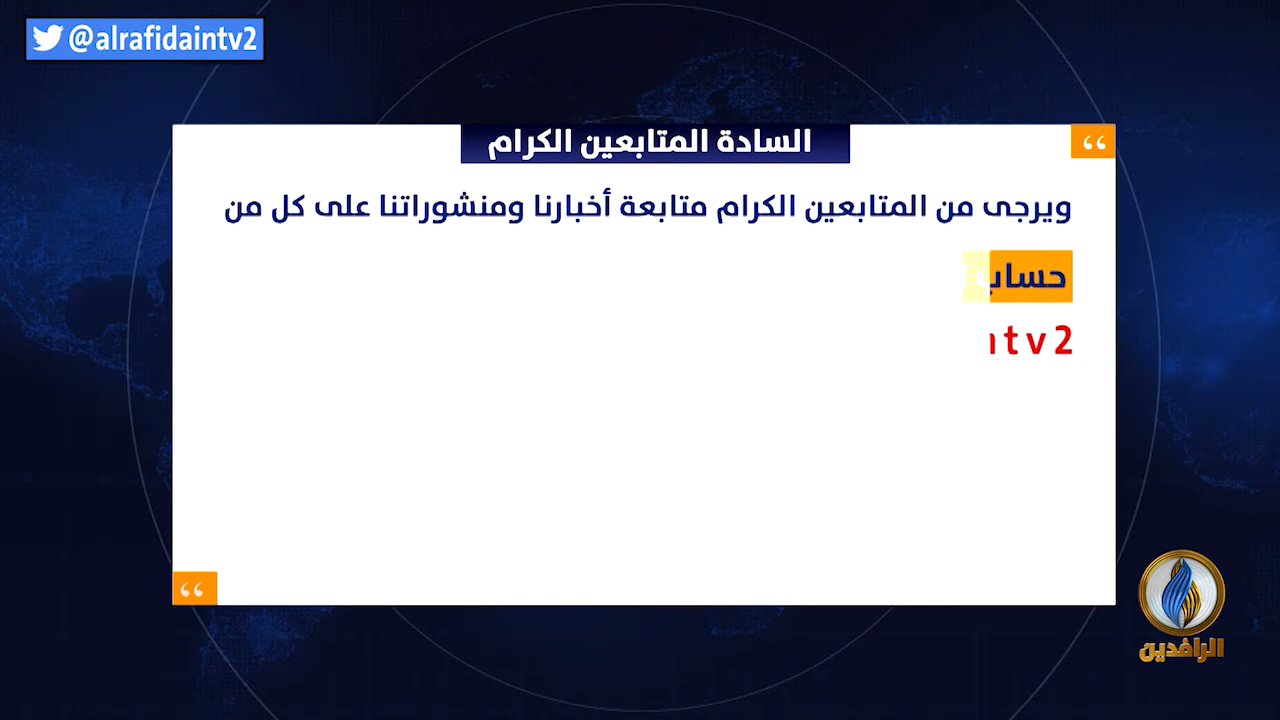 @alrafidaintv2
السادة المتابعين الكرام
ويرجى من المتابعين الكرام متابعة أخبارنا ومنشوراتنا على كل من
حساب
tv2
الرافدين